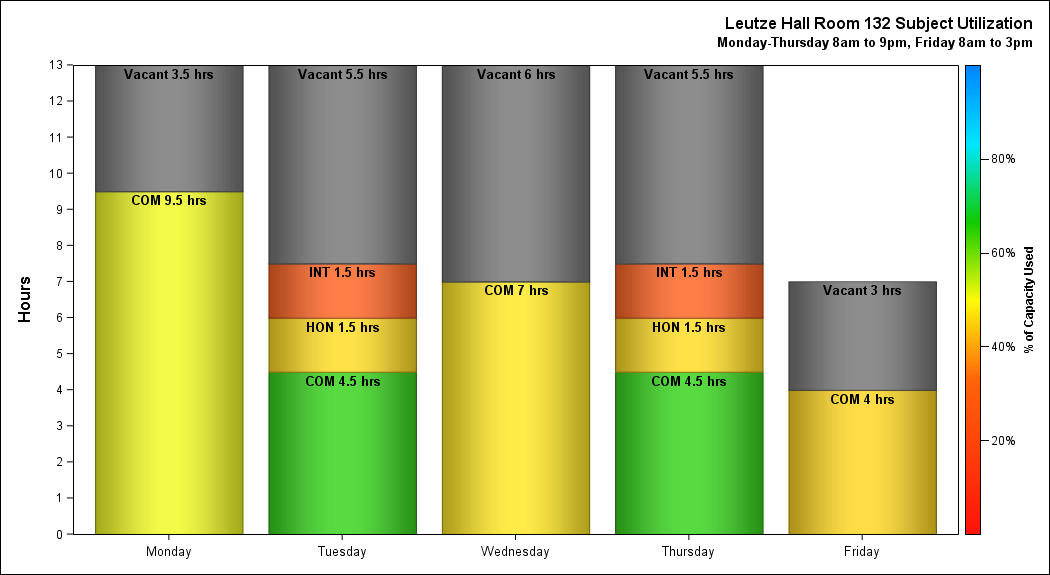 Leutze Hall Room 132 Subject Utilization
Monday-Thursday 8am to 9pm, Friday 8am to 3pm
Hours
13
12
11
10
9
8
7
6
5
4
3
2
1
0
Vacant 3.5 hrs
COM 9.5 hrs
Vacant 5.5 hrs
INT 1.5 hrs
HON 1.5 hrs
COM 4.5 hrs
Vacant 6 hrs
COM 7 hrs
Vacant 5.5 hrs
INT 1.5 hrs
HON 1.5 hrs
COM 4.5 hrs
Vacant 3 hrs
COM 4 hrs
Monday
Tuesday
Wednesday
Thursday
Friday
80%
60%
40%
20%
% of Capacity Used